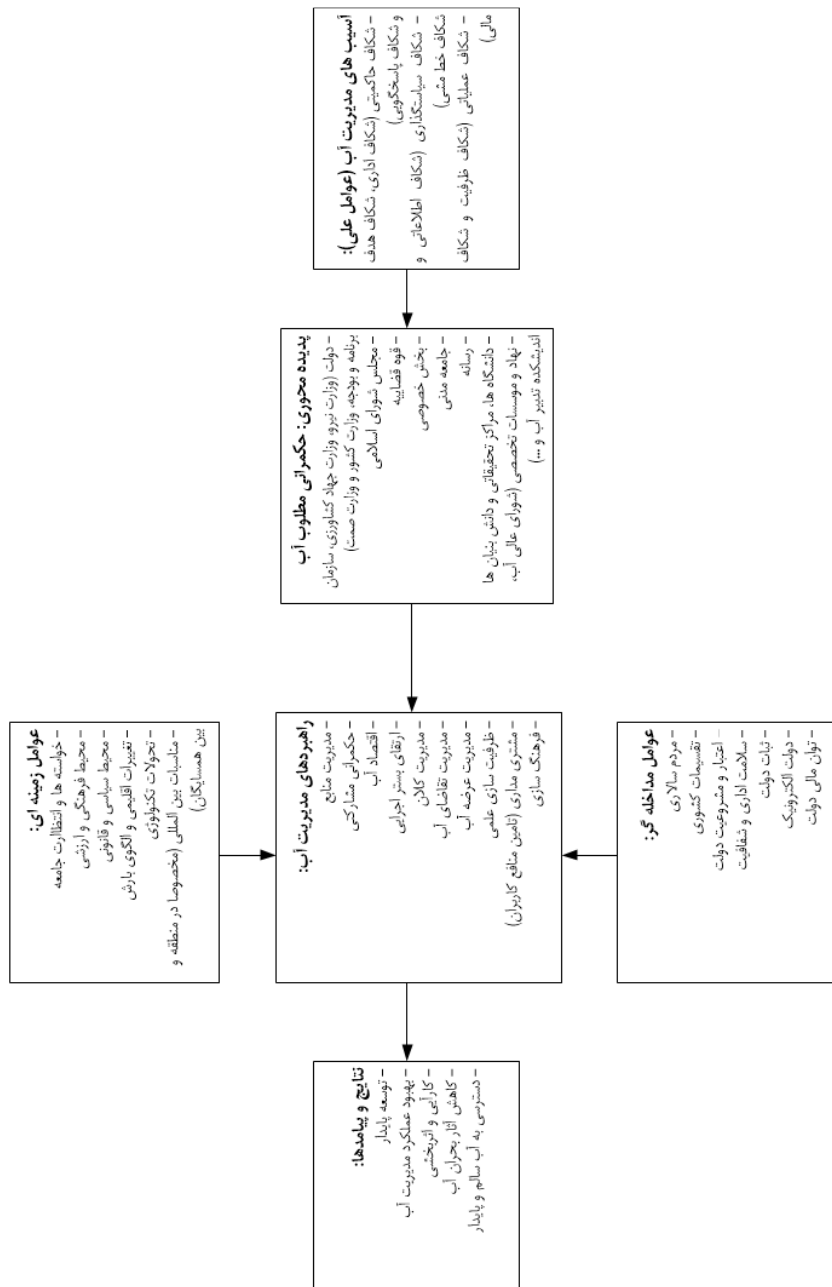 آسیب های مدیریت آب (عوامل علی):
- شکاف حاکمیتی (شکاف اداری، شکاف هدف
و شکاف پاسخگویی)
- شکاف سیاستگذاری (شکاف اطلاعاتی و
شکاف خط مشی)
- شکاف عملیاتی (شکاف ظرفیت و شکاف
مالی)
پدیده محوری: حکمرانی مطلوب آب
- دولت (وزارت نیرو، وزارت جهاد کشاورزی، سازمان
برنامه و بودجه، وزارت کشور و وزارت صمت)
- مجلس شورای اسلامی
- قوه قضاییه
- بخش خصوصی
- جامعه مدنی
- رسانه
- دانشگاه ها، مراکز تحقیقاتی و دانش بنیان ها
- نهاد و موسسات تخصصی (شورای عالی آب،
اندیشکده تدبیر آب و ...)
عوامل زمینه ای:
- خواسته ها و انتظاارت جامعه
- محیط فرهنگی و ارزشی
- محیط سیاسی و قانونی
- تغییرات اقلیمی و الگوی بارش
- تحولات تکنولوژی
- مناسبات بین المللی (مخصوصا در منطقه و
بین همسایگان)
راهبردهای مدیریت آب:
- مدیریت منابع
- حکمرانی مشارکتی
- اقتصاد آب
- ارتقای بستر اجرایی
- مدیریت کلان
- مدیریت تقاضای آب
- مدیریت عرضه آب
- ظرفیت سازی علمی
- مشتری مداری (تامین منافع کاربران)
- فرهنگ سازی
عوامل مداخله گر:
- مردم سالاری
- تقسیمات کشوری
- اعتبار و مشروعیت دولت
- سلامت اداری و شفافیت
- ثبات دولت
- دولت الکترونیک
- توان مالی دولت
نتایج و پیامدها:
- توسعه پایدار
- بهبود عملکرد مدیریت آب
- کارآیی و اثربخشی
- کاهش آثار بحران آب
- دسترسی به آب سالم و پایدار